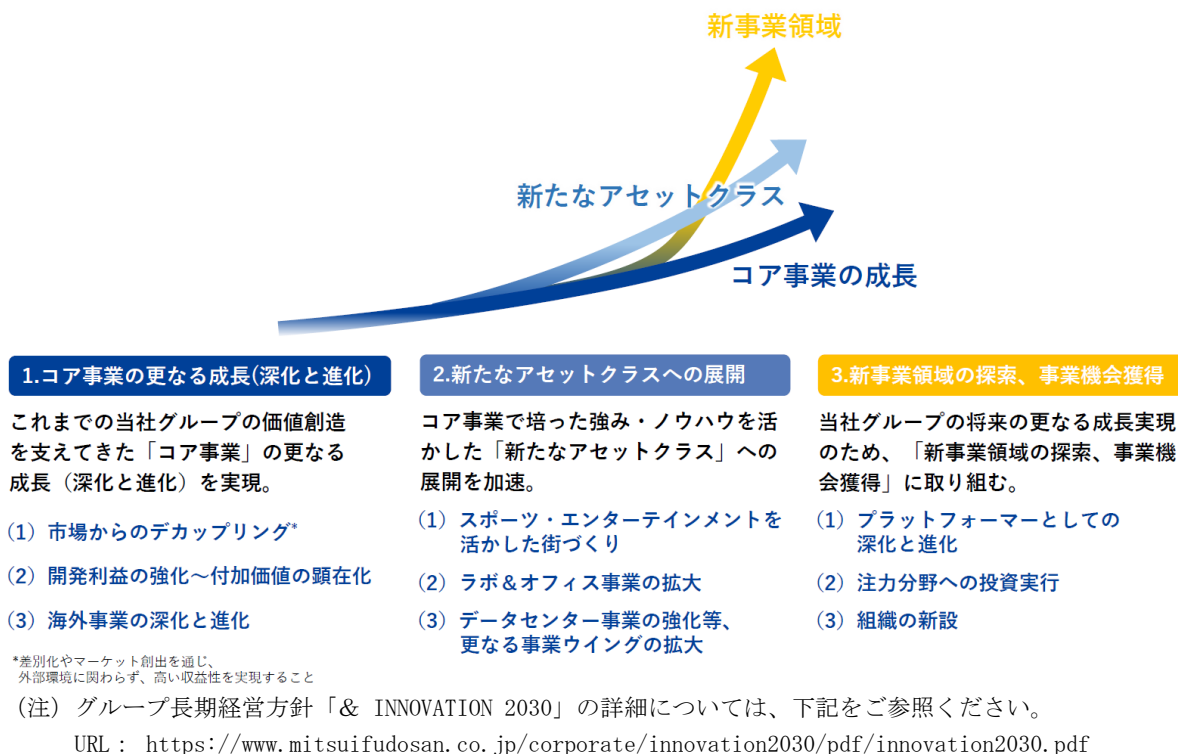 新事業領域
新たなアセットクラス
コア事業の成長
1.コア事業の更なる成長(深化と進化)
これまでの当社グループの価値創造
を支えてきた「コア事業」の更なる
成長（深化と進化）を実現。
（1）市場からのデカップリング*
（2）開発利益の強化～付加価値の顕在化
（3）海外事業の深化と進化
*差別化やマーケット創出を通じ、
外部環境に関わらず、高い収益性を実現すること
2.新たなアセットクラスへの展開
コア事業で培った強み・ノウハウを活
かした「新たなアセットクラス」への
展開を加速。
（1）スポーツ・エンターテインメントを
活かした街づくり
（2）ラボ＆オフィス事業の拡大
（3）データセンター事業の強化等、
更なる事業ウイングの拡大
3.新事業領域の探索、事業機会獲得
当社グループの将来の更なる成長実現
のため、「新事業領域の探索、事業機
会獲得」に取り組む。
（1）プラットフォーマーとしての
深化と進化
（2）注力分野への投資実行
（3）組織の新設
（注）グループ長期経営方針「& INNOVATION 2030」の詳細については、下記をご参照ください。
URL： https://www.mitsuifudosan.co.jp/corporate/innovation2030/pdf/innovation2030.pdf